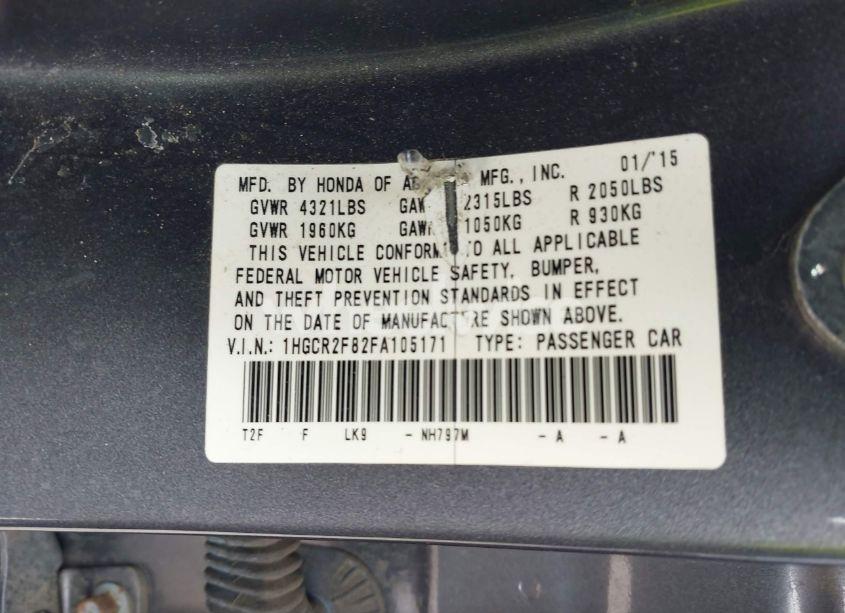 MFD. BY HONDA OF MFG., INC. 01/'15
GVWR 4321LBS GAW 2315LBS R 2050LBS
GVWR 1960KG GAW 1050KG R 930KG
THIS VEHICLE CONFORM TO ALL APPLICABLE
FEDERAL MOTOR VEHICLE SAFETY, BUMPER,
AND THEFT PREVENTION STANDARDS IN EFFECT
ON THE DATE OF MANUFACTURE SHOWN ABOVE.
V.I.N.: 1HGCR2F82FA105171 TYPE: PASSENGER CAR
T2F F LK9 - NH797M - A - A